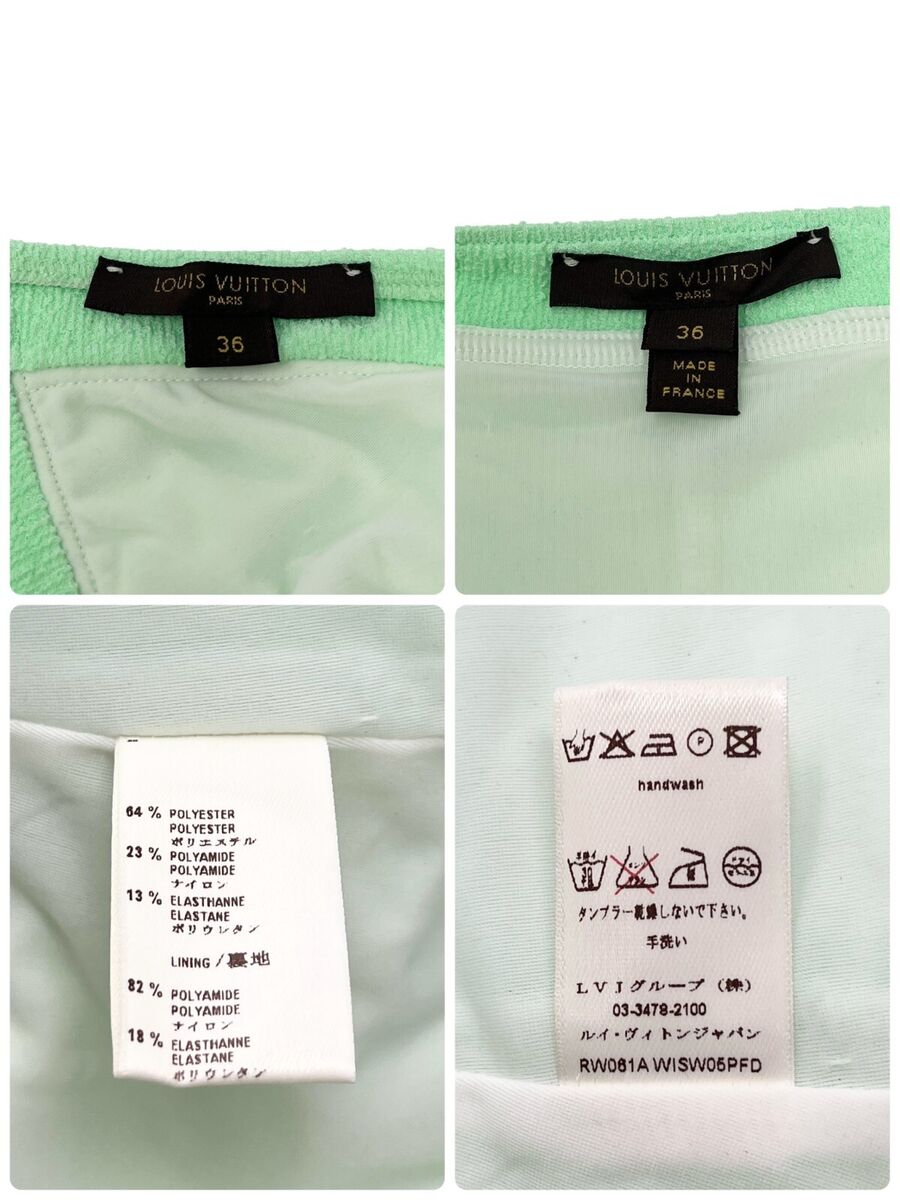 LOUIS VUITTON
PARIS
36
LOUIS VUITTON
PARIS
36
MADE
IN
FRANCE
64 % POLYESTER
POLYESTER
ポリエステル
23 % POLYAMIDE
POLYAMIDE
ナイロン
13 % ELASTHANNE
ELASTANE
ポリウレタン
LINING / 裏地
82 % POLYAMIDE
POLYAMIDE
ナイロン
18 % ELASTHANNE
ELASTANE
ポリウレタン
P
handwash
手洗イ 30
タンブラー乾燥しないで下さい。
手洗い
LVJグループ (株)
03-3478-2100
ルイ・ヴィトンジャパン
RW061A WISW05PFD